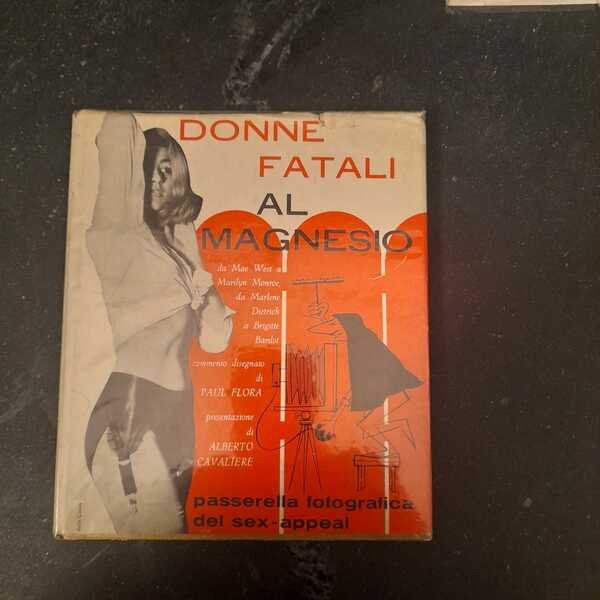 DONNE
FATALI
AL
MAGNESIO
da Mae West a
Marilyn Monroe,
da Marlene
Dietrich
a Brigitte
Bardot
commento disegnato
di
PAUL FLORA
presentazione
di
ALBERTO
CAVALIERE
passerella fotografica
del sex-appeal